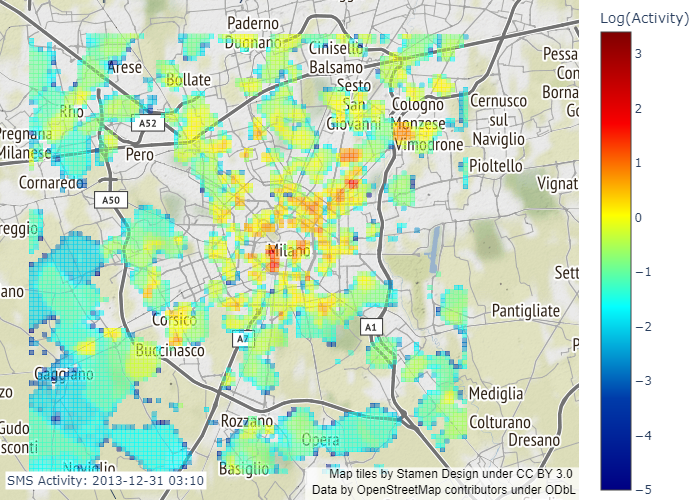 Log(Activity)
Paderno
Dugnano
Cinisello
Balsamo
Sesto
San
Giovanni
Arese
Bollate
Rho
A52
Pero
Cornaredo
A50
Pregnana
Milanese
Cologno
Monzese
Vimodrone
Cernusco
sul
Naviglio
Pioltello
Pessa
Con
Borna
Go
Vignat
reggio
Milano
ano
Sett
Pantigliate
Corsico
A7
A1
Buccinasco
Gaggiano
P
zo
Mediglia
Colturano
Dresano
Rozzano
Opera
Gudo
sconti
Noviglio
Basiglio
SMS Activity: 2013-12-31 03:10
Map tiles by Stamen Design under CC BY 3.0
Data by OpenStreetMap contributors under ODbL
3
2
1
0
−1
−2
−3
−4
−5